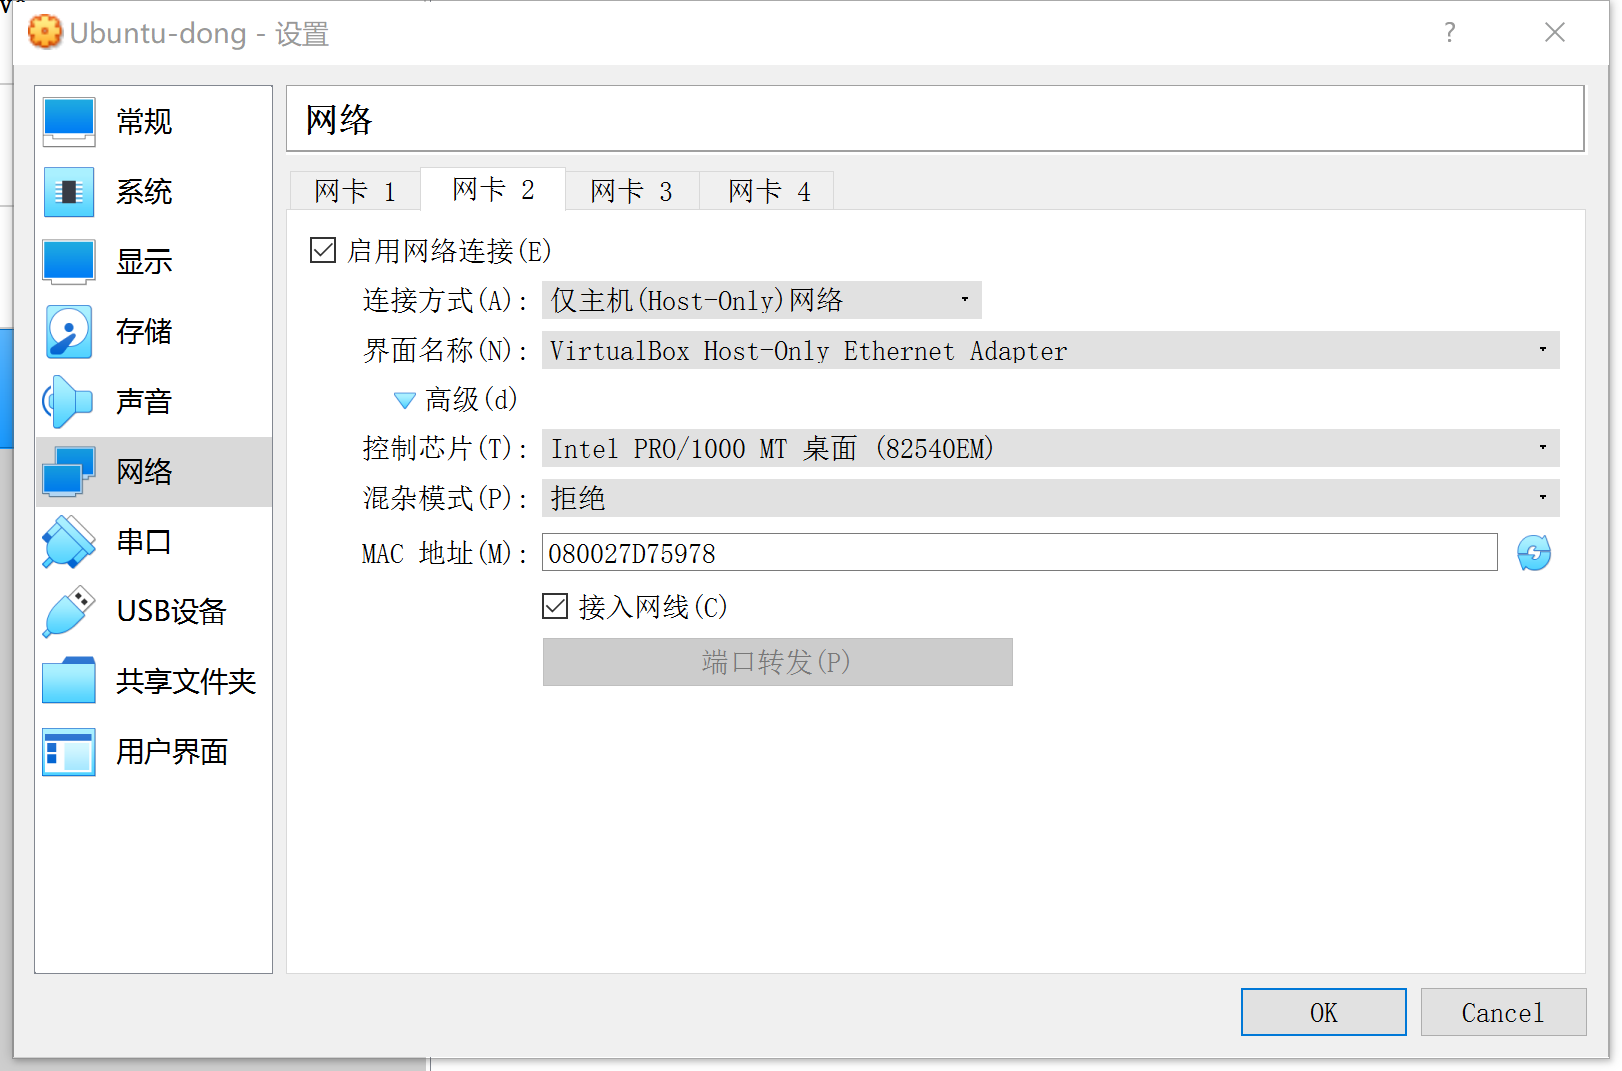 Ubuntu-dong - 设置
?
常规
系统
显示
存储
声音
网络
串口
USB设备
共享文件夹
用户界面
网络
网卡 1 网卡 2 网卡 3 网卡 4
启用网络连接(E)
连接方式(A): 仅主机(Host-Only)网络
界面名称(N): VirtualBox Host-Only Ethernet Adapter
高级(d)
控制芯片(T): Intel PRO/1000 MT 桌面 (82540EM)
混杂模式(P): 拒绝
MAC 地址(M): 080027D75978
接入网线(C)
端口转发(P)
OK Cancel